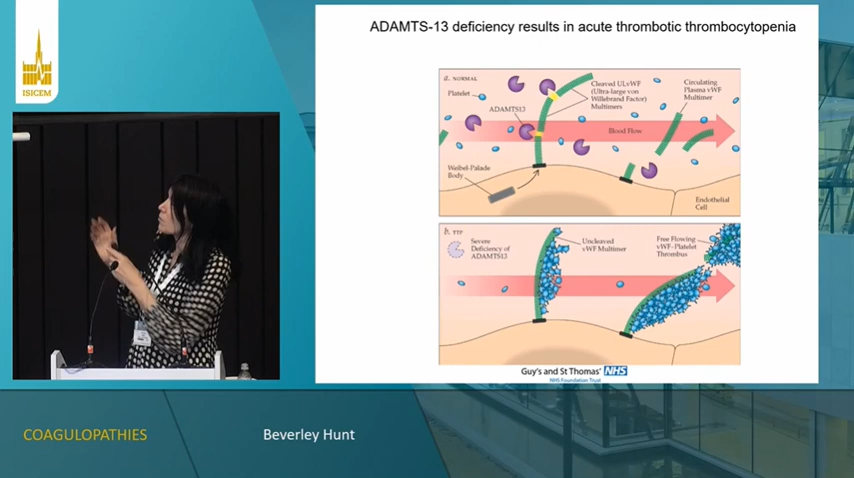 ISICEM
ADAMTS-13 deficiency results in acute thrombotic thrombocytopenia
a. NORMAL
Platelet
ADAMTS13
Cleaved ULvWF
(Ultra-large von
Willebrand Factor)
Multimers
Circulating
Plasma vWF
Multimer
Blood Flow
Weibel-Palade
Body
Endothelial
Cell
b. TTP
Severe
Deficiency of
ADAMTS13
Uncleaved
vWF Multimer
Free Flowing
vWF-Platelet
Thrombus
Guy's and St Thomas' NHS
NHS Foundation Trust
COAGULOPATHIES
Beverley Hunt